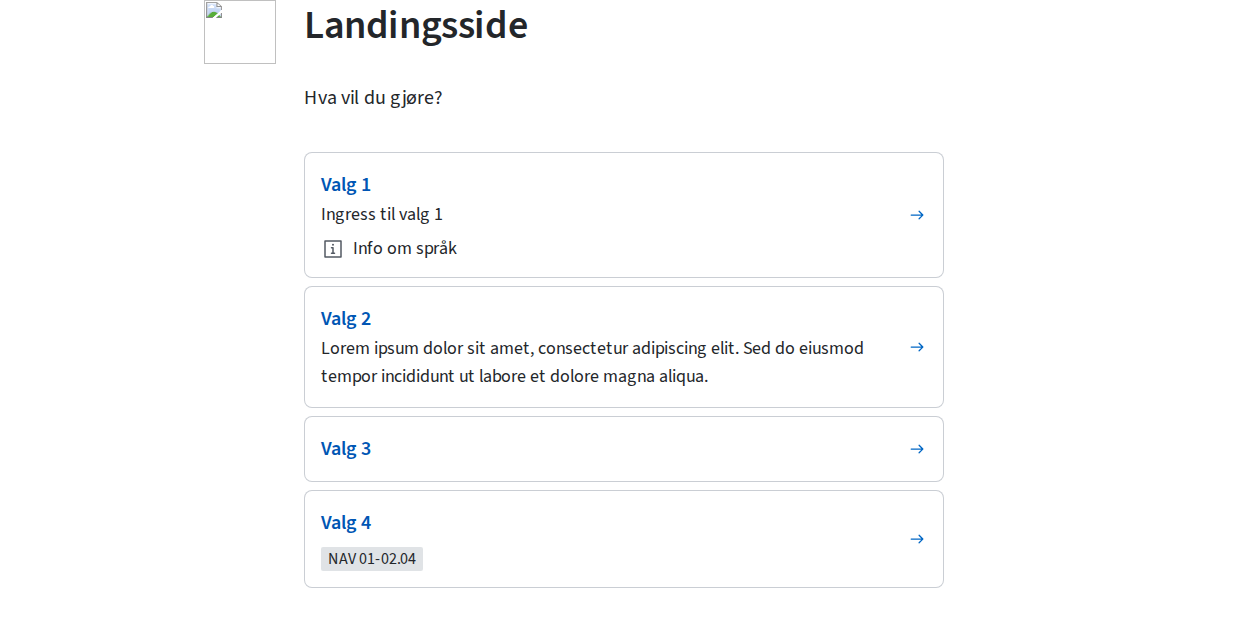 Landingsside
Hva vil du gjøre?
Valg 1
Ingress til valg 1
Info om språk
Valg 2
Lorem ipsum dolor sit amet, consectetur adipiscing elit. Sed do eiusmod
tempor incididunt ut labore et dolore magna aliqua.
Valg 3
Valg 4
NAV 01-02.04